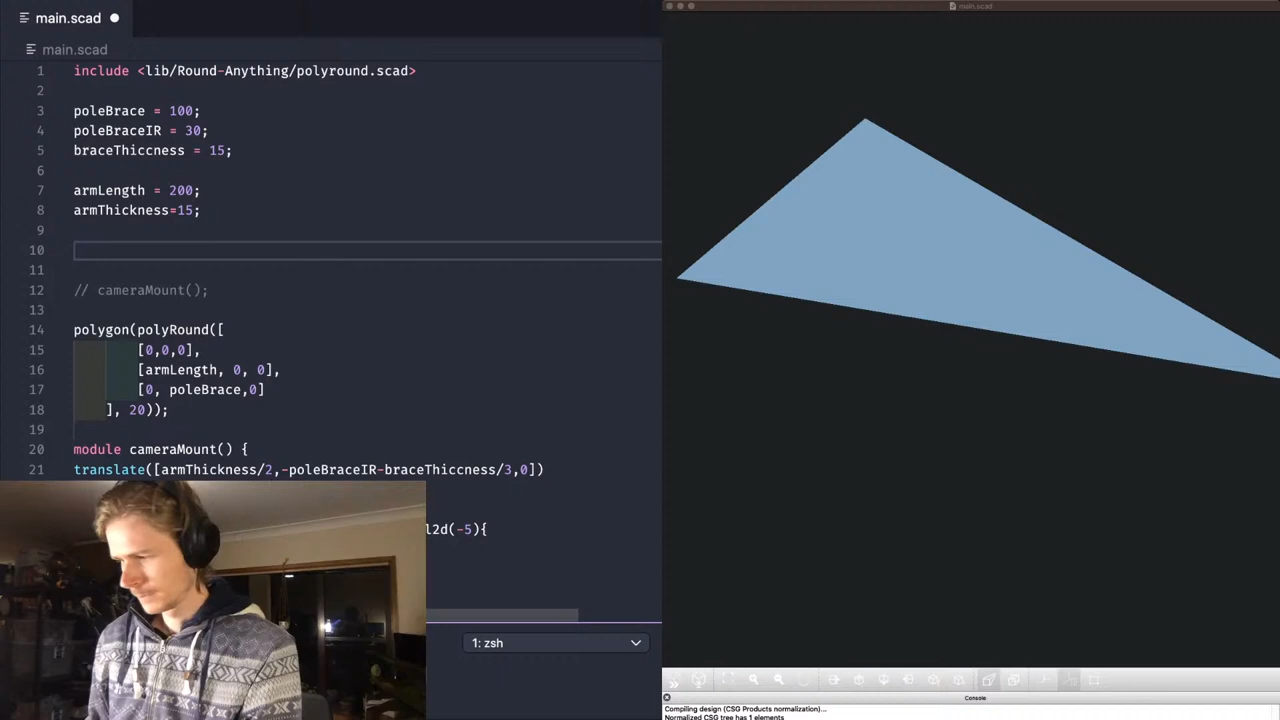 main.scad
main.scad
main.scad
1 include <lib/Round-Anything/polyround.scad>
2
3 poleBrace = 100;
4 poleBraceIR = 30;
5 braceThiccness = 15;
6
7 armLength = 200;
8 armThickness=15;
9
10
11
12 // cameraMount();
13
14 polygon(polyRound([
15 [0,0,0],
16 [armLength, 0, 0],
17 [0, poleBrace,0]
18 ], 20));
19
20 module cameraMount() {
21 translate([armThickness/2,-poleBraceIR-braceThiccness/3,0])
l2d(-5){
1: zsh
Console
Compiling design (CSG Products normalization)...
Normalized CSG tree has 1 elements